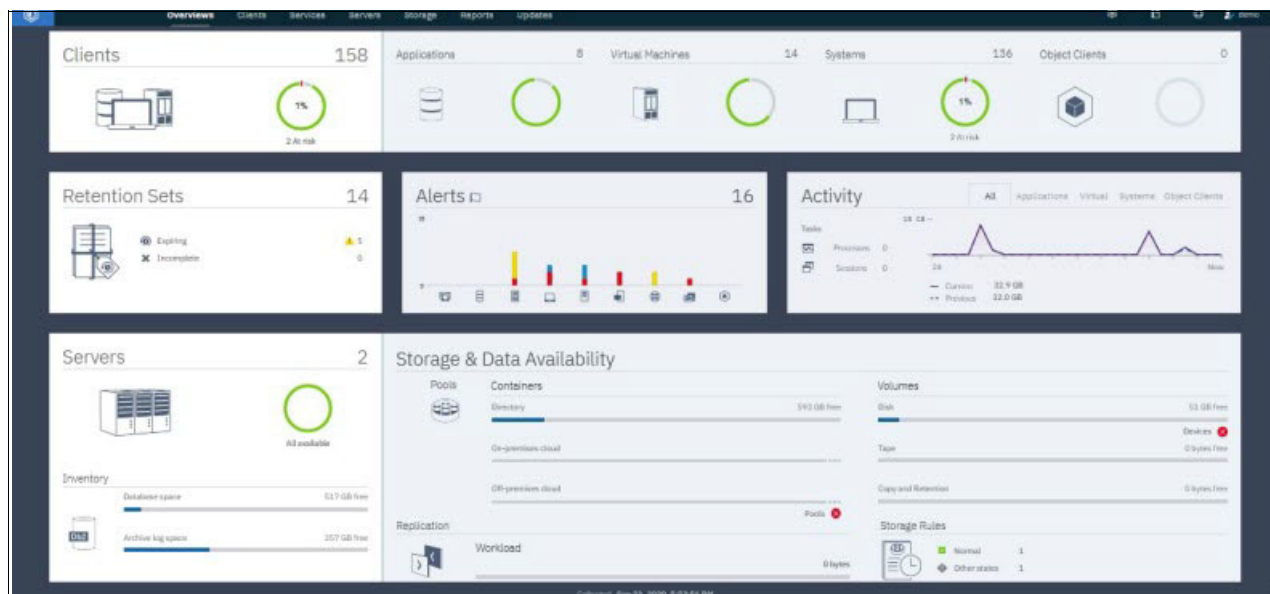 Overviews Clients Services Servers Storage Reports Updates demo
Clients 158
1%
2 At risk
Applications 8
Virtual Machines 14
Systems 136
1%
2 At risk
Object Clients 0
Retention Sets 14
Expiring 1
Incomplete 0
Alerts 16
0
Activity
All Applications Virtual Systems Object Clients
Tasks
Processes 0
Sessions 0
24 Now
Current 32.9 GB
Previous 32.0 GB
Servers 2
All available
Inventory
Database space 517 GB free
Db2
Archive log space 357 GB free
Storage & Data Availability
Pools
Containers
Directory 593 GB free
On-premises cloud
Off-premises cloud
Pools
Volumes
Disk 51 GB free
Devices
Tape 0 bytes free
Copy and Retention 0 bytes free
Replication
Workload
0 bytes
Storage Rules
Normal 1
Other states 1